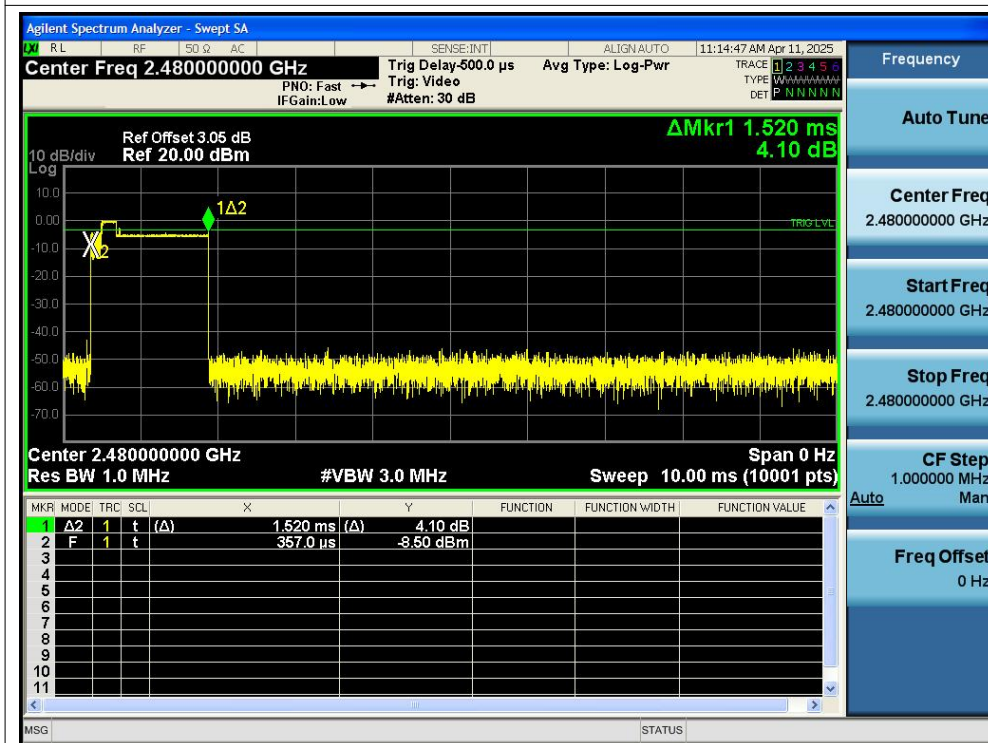 Agilent Spectrum Analyzer - Swept SA
LXI RL RF 50 Ω AC SENSE:INT ALIGN AUTO 11:14:47 AM Apr 11, 2025
Center Freq 2.480000000 GHz Trig Delay-500.0 µs Avg Type: Log-Pwr TRACE 1 2 3 4 5 6
PNO: Fast Trig: Video TYPE WWWWWW
IFGain:Low #Atten: 30 dB DET P N N N N N
ΔMkr1 1.520 ms
4.10 dB
Ref Offset 3.05 dB
10 dB/div Ref 20.00 dBm
Log
10.0
0.00
-10.0
-20.0
-30.0
-40.0
-50.0
-60.0
-70.0
1Δ2
TRIG LVL
X2
Center 2.480000000 GHz Span 0 Hz
Res BW 1.0 MHz #VBW 3.0 MHz Sweep 10.00 ms (10001 pts)
MKR MODE TRC SCL X Y FUNCTION FUNCTION WIDTH FUNCTION VALUE
1 Δ2 1 t (Δ) 1.520 ms (Δ) 4.10 dB
2 F 1 t 357.0 µs -8.50 dBm
3
4
5
6
7
8
9
10
11
MSG STATUS
Frequency
Auto Tune
Center Freq
2.480000000 GHz
Start Freq
2.480000000 GHz
Stop Freq
2.480000000 GHz
CF Step
1.000000 MHz
Auto Man
Freq Offset
0 Hz